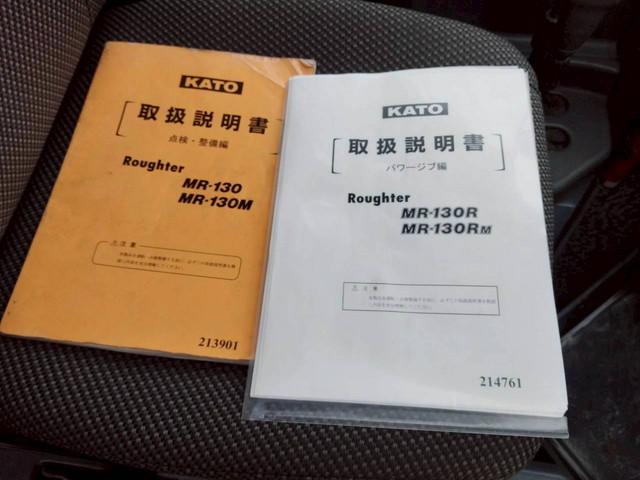 KATO
取扱説明書
点検・整備編
Roughter
MR-130
MR-130M
注意
213901
KATO
取扱説明書
パワージブ編
Roughter
MR-130R
MR-130RM
注意
214761